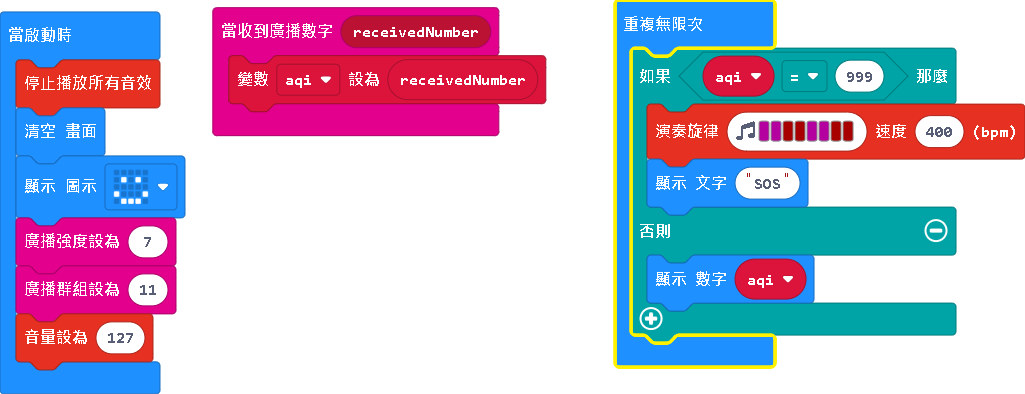 當啟動時
停止播放所有音效
清空 畫面
顯示 圖示
廣播強度設為 7
廣播群組設為 11
音量設為 127
當收到廣播數字 receivedNumber
變數 aqi 設為 receivedNumber
重複無限次
如果 aqi = 999 那麼
演奏旋律 速度 400 (bpm)
顯示 文字 "SOS"
否則
顯示 數字 aqi